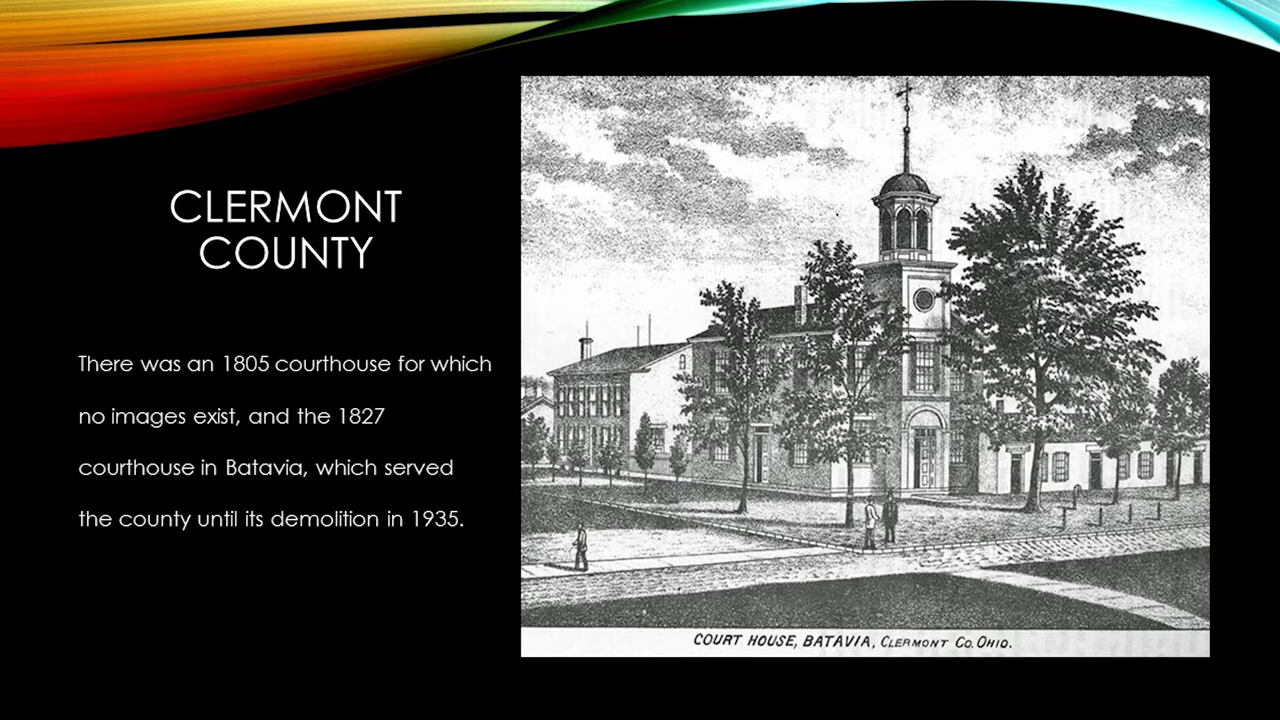 CLERMONT
COUNTY
There was an 1805 courthouse for which
no images exist, and the 1827
courthouse in Batavia, which served
the county until its demolition in 1935.
COURT HOUSE, BATAVIA, CLERMONT CO. OHIO.